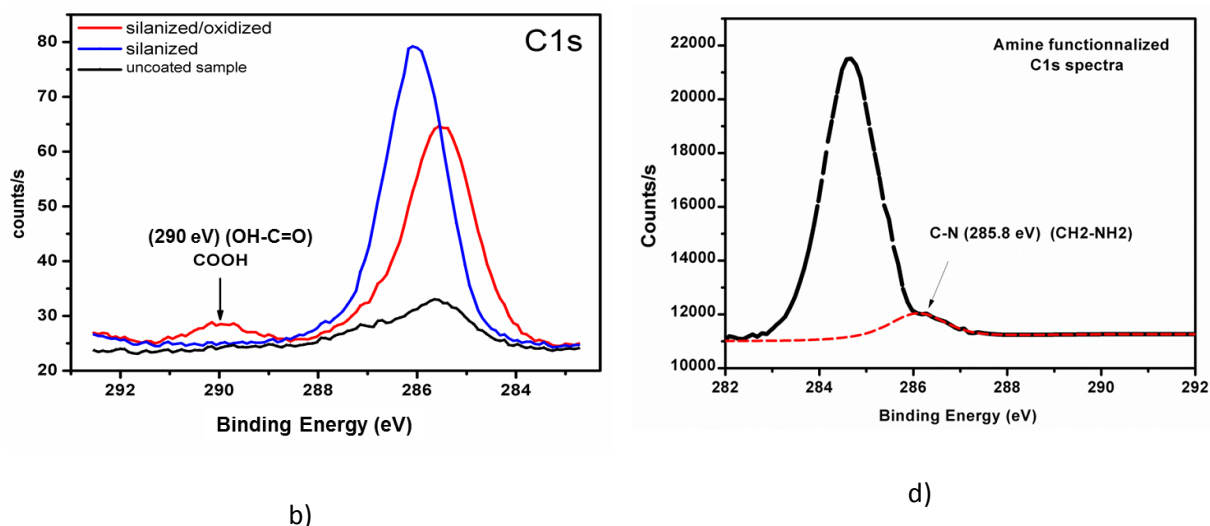 silanized/oxidized
silanized
uncoated sample
C1s
80
70
60
50
40
30
20
counts/s
(290 eV) (OH-C=O)
COOH
292
290
288
286
284
Binding Energy (eV)
b)
22000
20000
18000
16000
14000
12000
10000
Counts/s
Amine functionnalized
C1s spectra
C-N (285.8 eV) (CH2-NH2)
282
284
286
288
290
292
Binding Energy (eV)
d)